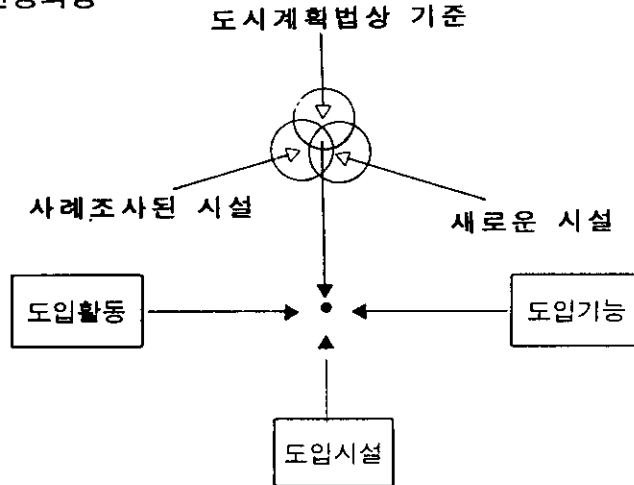 도시계획법상 기준
사례조사된 시설
새로운 시설
도입활동
도입기능
도입시설